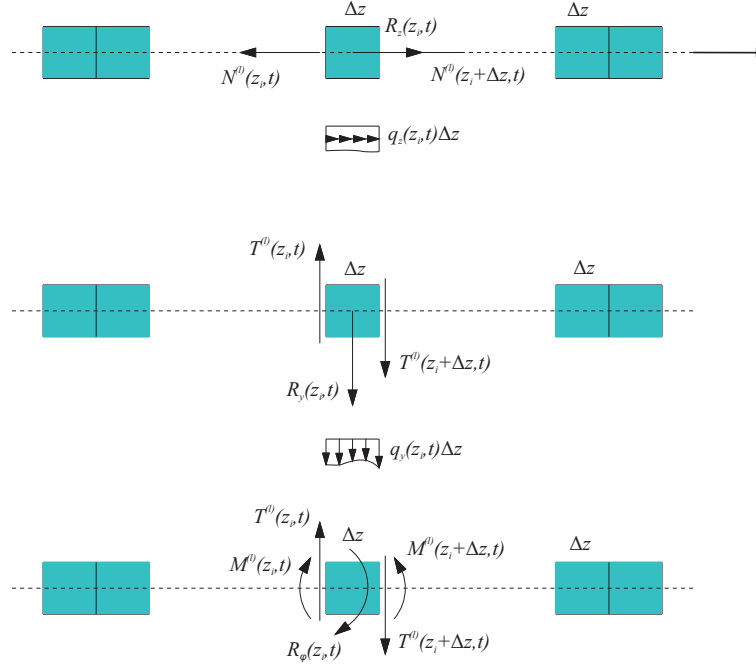 Δz
Δz
R_z(z_i,t)
N^(l)(z_i,t)
N^(l)(z_i+Δz,t)
q_z(z_i,t)Δz
T^(l)(z_i,t)
Δz
Δz
T^(l)(z_i+Δz,t)
R_y(z_i,t)
q_y(z_i,t)Δz
T^(l)(z_i,t)
Δz
M^(l)(z_i+Δz,t)
Δz
M^(l)(z_i,t)
T^(l)(z_i+Δz,t)
R_φ(z_i,t)